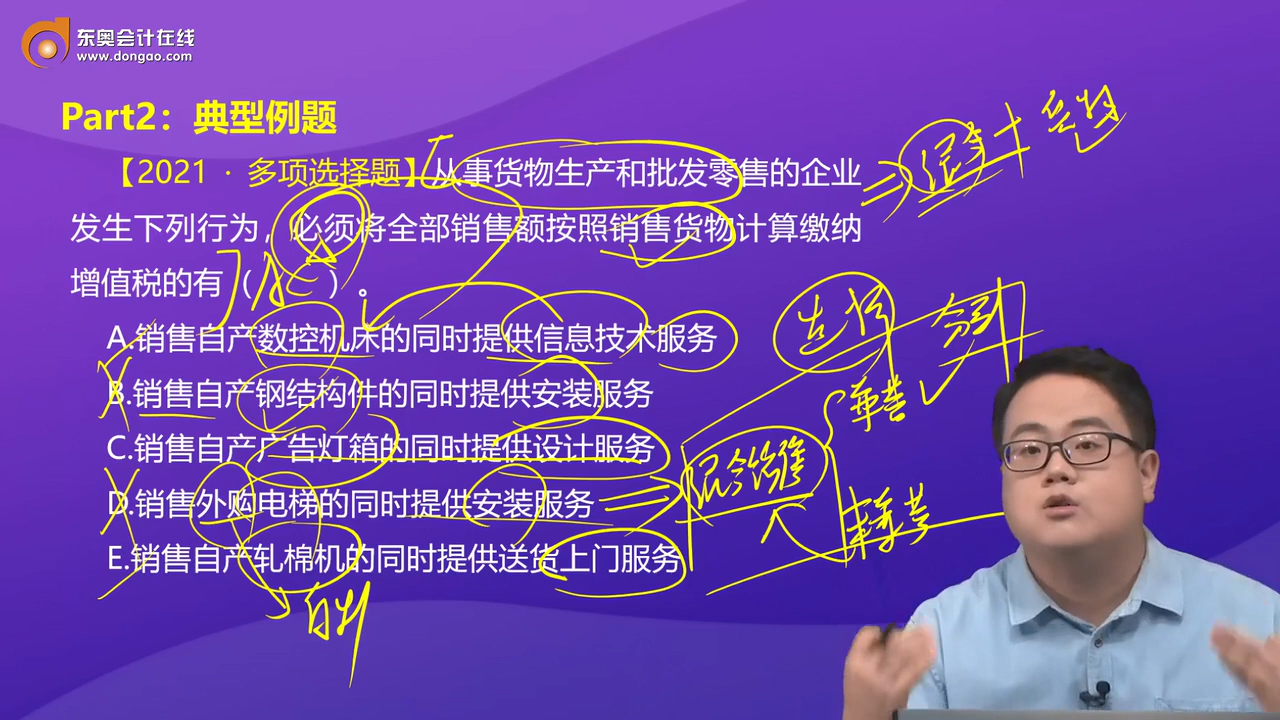 东奥会计在线
www.dongao.com
Part2：典型例题
【2021 · 多项选择题】从事货物生产和批发零售的企业
发生下列行为，必须将全部销售额按照销售货物计算缴纳
增值税的有（AC）。
A.销售自产数控机床的同时提供信息技术服务
B.销售自产钢结构件的同时提供安装服务
C.销售自产广告灯箱的同时提供设计服务
D.销售外购电梯的同时提供安装服务
E.销售自产轧棉机的同时提供送货上门服务
混合销售